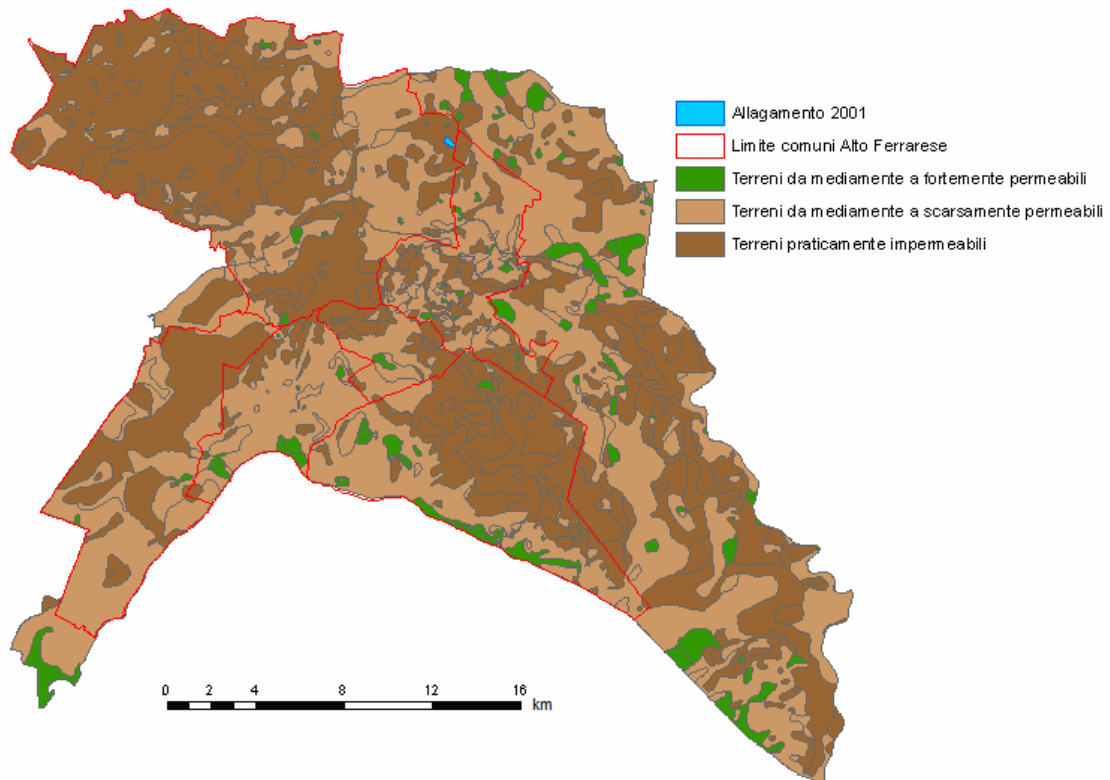 Allagamento 2001
Limite comuni Alto Ferrarese
Terreni da mediamente a fortemente permeabili
Terreni da mediamente a scarsamente permeabili
Terreni praticamente impermeabili
0 2 4 8 12 16
km